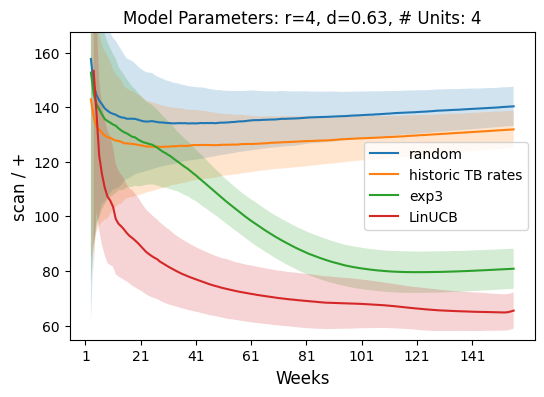 Model Parameters: r=4, d=0.63, # Units: 4
scan / +
160
140
120
100
80
60
random
historic TB rates
exp3
LinUCB
1 21 41 61 81 101 121 141
Weeks